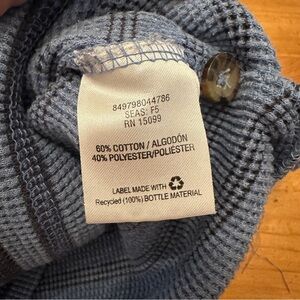 849798044786
SEAS: F5
RN 15099
60% COTTON / ALGODÓN
40% POLYESTER/POLIÉSTER
LABEL MADE WITH
Recycled (100%) BOTTLE MATERIAL